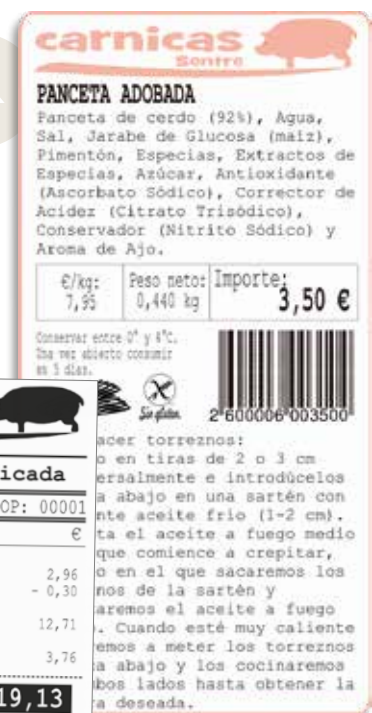 carnicas
Sentre
PANCETA ADOBADA
Panceta de cerdo (92%), Agua,
Sal, Jarabe de Glucosa (maiz),
Pimentón, Especias, Extractos de
Especias, Azúcar, Antioxidante
(Ascorbato Sódico), Corrector de
Acidez (Citrato Trisódico),
Conservador (Nitrito Sódico) y
Aroma de Ajo.
€/kg: Peso neto: Importe:
7,95 0,440 kg 3,50 €
Conservar entre 0° y 4°C.
Una vez abierto consumir
en 5 días.
Sin gluten
2 600006 003500
acer torreznos:
o en tiras de 2 o 3 cm
ersalmente e introdúcelos
a abajo en una sartén con
nte aceite frio (1-2 cm).
ta el aceite a fuego medio
que comience a crepitar,
o en el que sacaremos los
nos de la sartén y
aremos el aceite a fuego
. Cuando esté muy caliente
emos a meter los torreznos
a abajo y los cocinaremos
bos lados hasta obtener la
ra deseada.
icada
OP: 00001
€
2,96
- 0,30
12,71
3,76
19,13